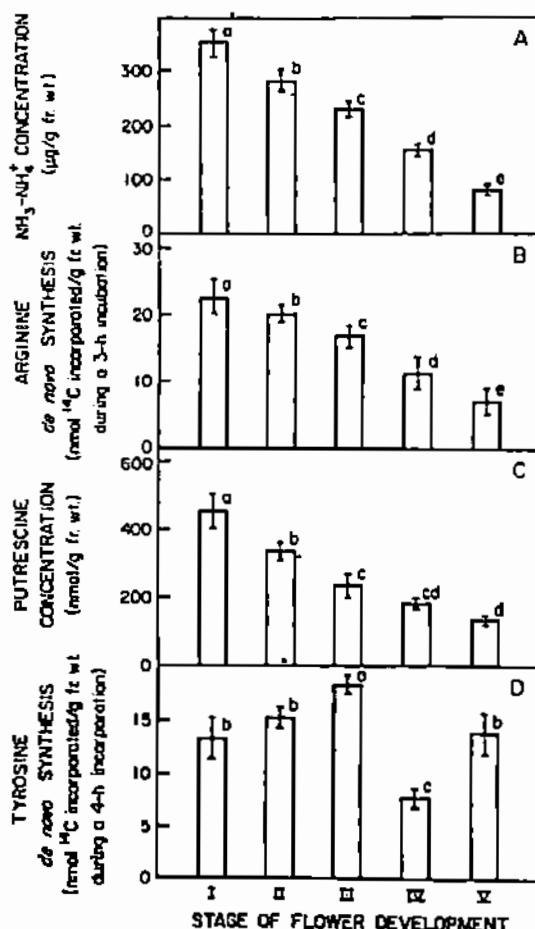 A
NH₃-NH₄⁺ CONCENTRATION
(µg/g fr. wt.)
300
200
100
0
a
b
c
d
e
B
ARGININE
de novo SYNTHESIS
(nmol ¹⁴C incorporated/g fr. wt.
during a 3-h incubation)
30
20
10
0
a
b
c
d
e
C
PUTRESCINE
CONCENTRATION
(nmol/g fr. wt.)
600
400
200
0
a
b
c
cd
d
D
TYROSINE
de novo SYNTHESIS
(nmol ¹⁴C incorporated/g fr. wt.
during a 4-h incorporation)
15
10
5
0
b
b
a
c
b
I II III IV V
STAGE OF FLOWER DEVELOPMENT